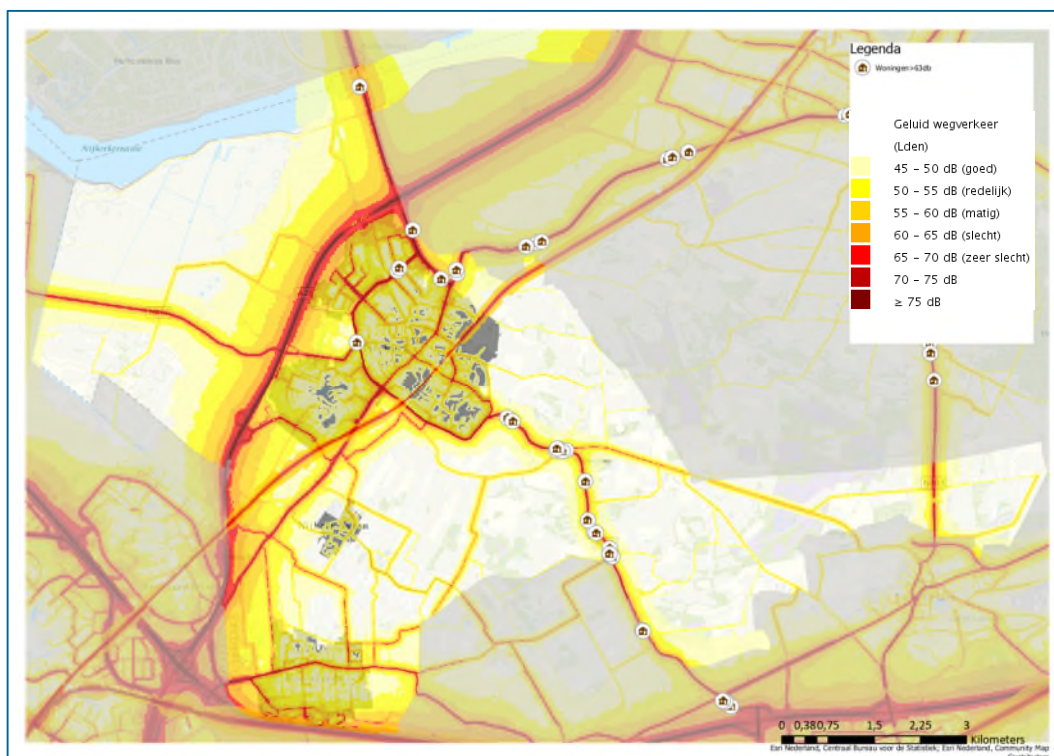 Legenda
Woningen>63db
Geluid wegverkeer
(Lden)
45 - 50 dB (goed)
50 - 55 dB (redelijk)
55 - 60 dB (matig)
60 - 65 dB (slecht)
65 - 70 dB (zeer slecht)
70 - 75 dB
≥ 75 dB
0 0,38 0,75 1,5 2,25 3
Kilometers
Esri Nederland, Centraal Bureau voor de Statistiek; Esri Nederland, Community Map